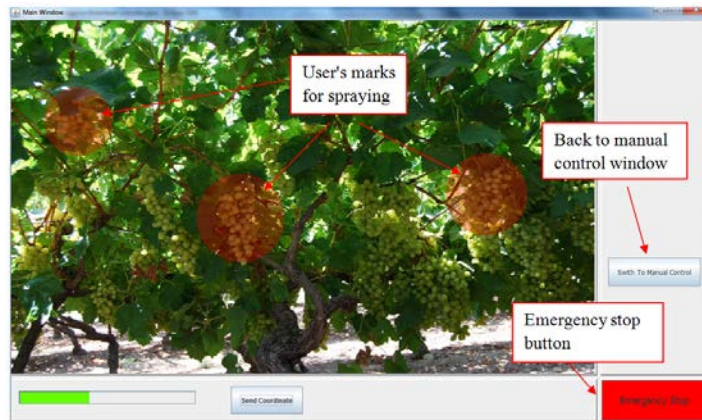 Main Window
User's marks
for spraying
Back to manual
control window
Swith To Manual Control
Emergency stop
button
Send Coordinate
Emergency Stop